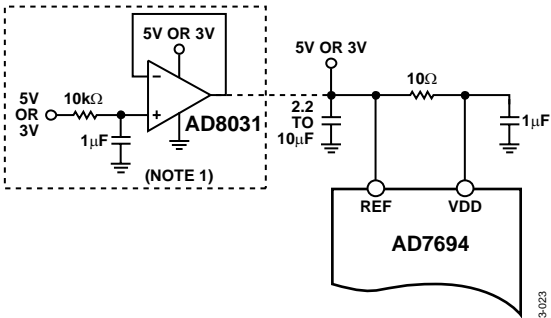 5V OR 3V
5V OR 3V
5V
OR
3V
10kΩ
1μF
AD8031
(NOTE 1)
2.2
TO
10μF
10Ω
1μF
REF
VDD
AD7694
3-023